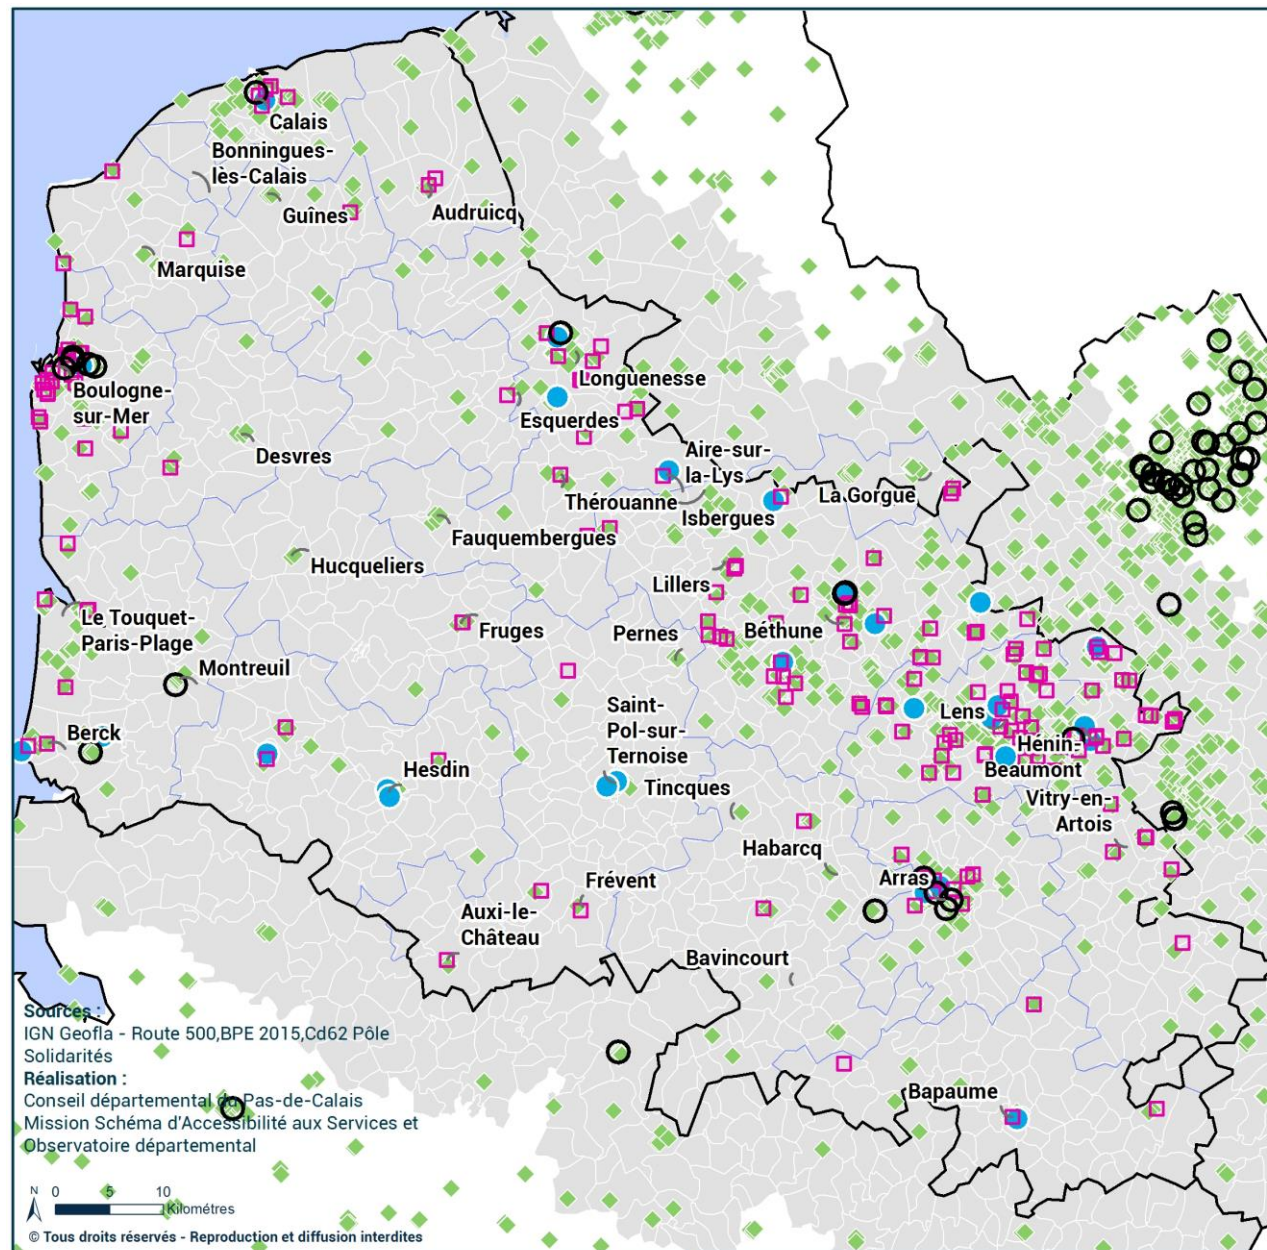 Calais
Bonningues-
lès-Calais
Guînes
Audruicq
Marquise
Boulogne-
sur-Mer
Longuenesse
Esquerdes
Desvres
Aire-sur-
la-Lys
La Gorgue
Thérouanne
Isbergues
Fauquembergues
Hucqueliers
Lillers
Le Touquet-
Paris-Plage
Fruges
Pernes
Béthune
Montreuil
Saint-
Pol-sur-
Ternoise
Lens
Berck
Hénin-
Beaumont
Hesdin
Tincques
Vitry-en-
Artois
Habarcq
Arras
Frévent
Auxi-le-
Château
Bavincourt
Bapaume
Sources :
IGN Geofla - Route 500,BPE 2015,Cd62 Pôle
Solidarités
Réalisation :
Conseil départemental du Pas-de-Calais
Mission Schéma d'Accessibilité aux Services et
Observatoire départemental
N
0 5 10
Kilométres
© Tous droits réservés - Reproduction et diffusion interdites